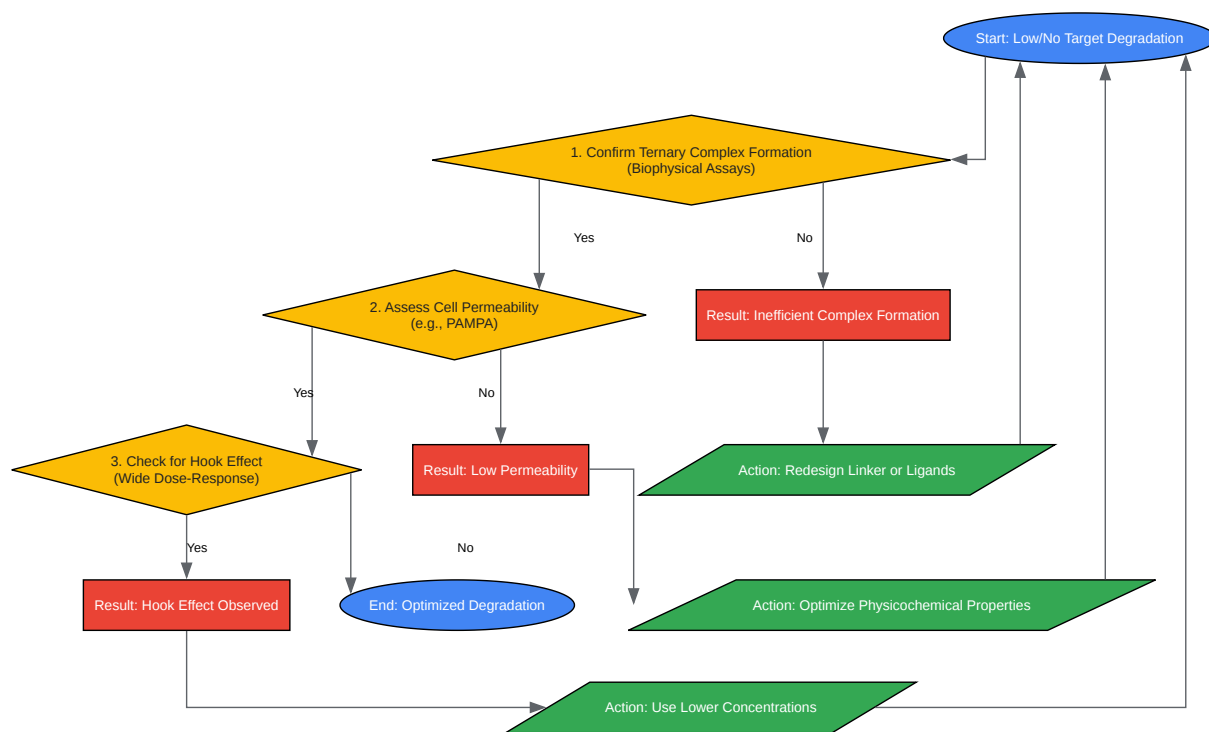 Start: Low/No Target Degradation
1. Confirm Ternary Complex Formation
(Biophysical Assays)
Yes
No
2. Assess Cell Permeability
(e.g., PAMPA)
Result: Inefficient Complex Formation
Yes
No
3. Check for Hook Effect
(Wide Dose-Response)
Result: Low Permeability
Action: Redesign Linker or Ligands
Yes
No
Result: Hook Effect Observed
End: Optimized Degradation
Action: Optimize Physicochemical Properties
Action: Use Lower Concentrations